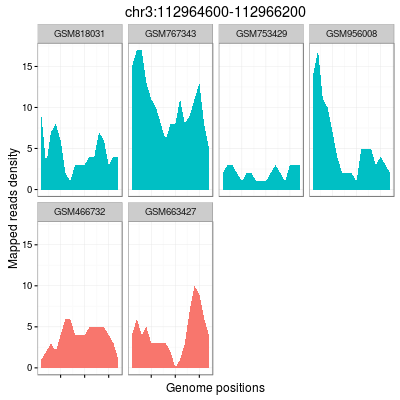 chr3:112964600-112966200
GSM818031 GSM767343 GSM753429 GSM956008
15
10
5
0
Mapped reads density
GSM466732 GSM663427
15
10
5
0
Genome positions